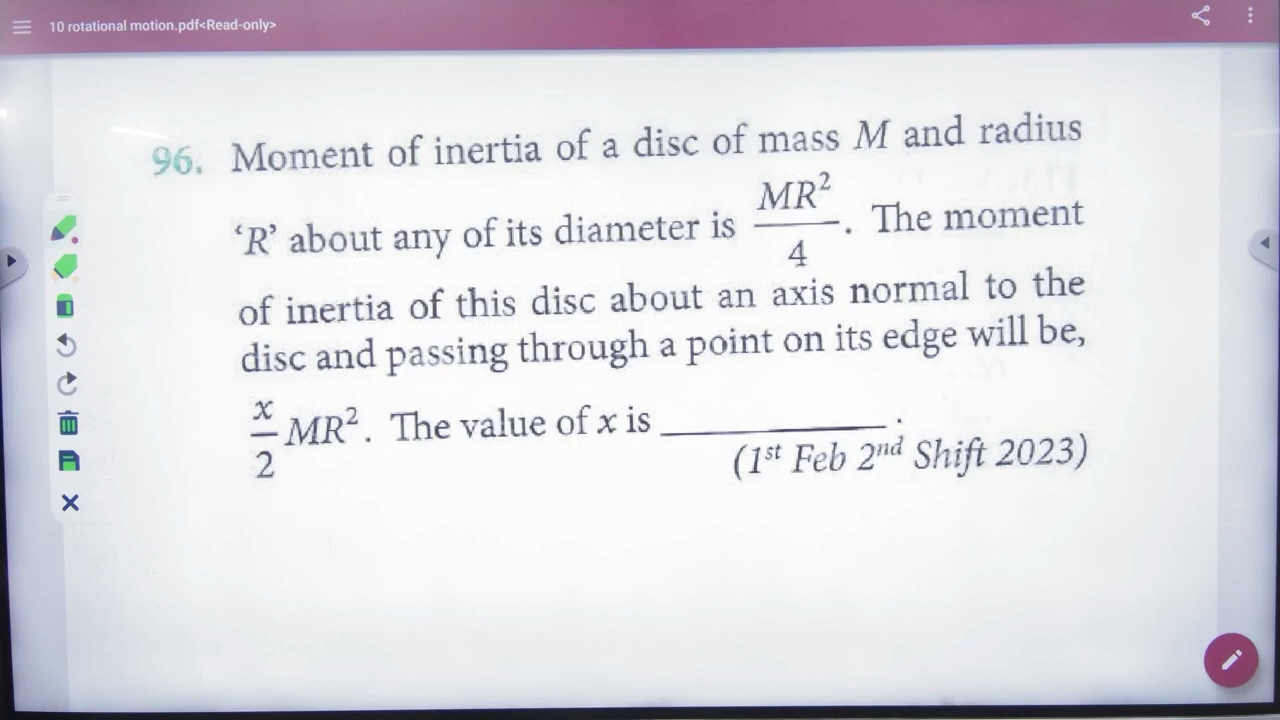 10 rotational motion.pdf<Read-only>
96. Moment of inertia of a disc of mass M and radius
‘R’ about any of its diameter is MR²/4. The moment
of inertia of this disc about an axis normal to the
disc and passing through a point on its edge will be,
x/2 MR². The value of x is __________ .
(1st Feb 2nd Shift 2023)